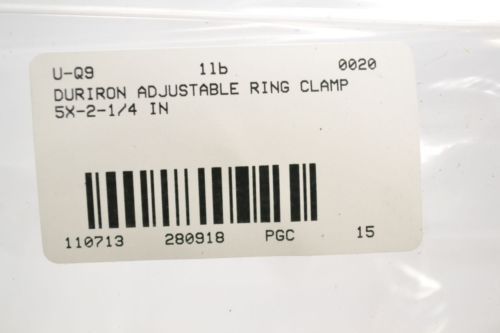 U-Q9 1lb 0020
DURIRON ADJUSTABLE RING CLAMP
5X-2-1/4 IN
110713 280918 PGC 15